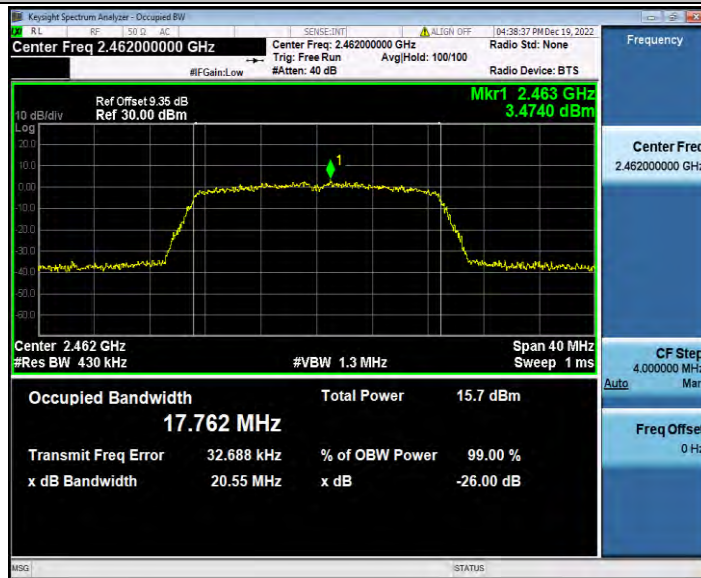 Keysight Spectrum Analyzer - Occupied BW
RL RF 50 Ω AC SENSE:INT ALIGN OFF 04:38:37 PM Dec 19, 2022
Center Freq 2.462000000 GHz
Center Freq: 2.462000000 GHz
Radio Std: None
Trig: Free Run Avg|Hold: 100/100
#IFGain:Low
#Atten: 40 dB
Radio Device: BTS
Ref Offset 9.35 dB
Mkr1 2.463 GHz
10 dB/div
Ref 30.00 dBm
3.4740 dBm
Log
20.0
10.0
0.00
-10.0
-20.0
-30.0
-40.0
-50.0
-60.0
1
Center 2.462 GHz
Span 40 MHz
#Res BW 430 kHz
#VBW 1.3 MHz
Sweep 1 ms
Occupied Bandwidth
Total Power 15.7 dBm
17.762 MHz
Transmit Freq Error 32.688 kHz
% of OBW Power 99.00 %
x dB Bandwidth 20.55 MHz
x dB -26.00 dB
MSG
STATUS
Frequency
Center Freq
2.462000000 GHz
CF Step
4.000000 MHz
Auto Man
Freq Offset
0 Hz